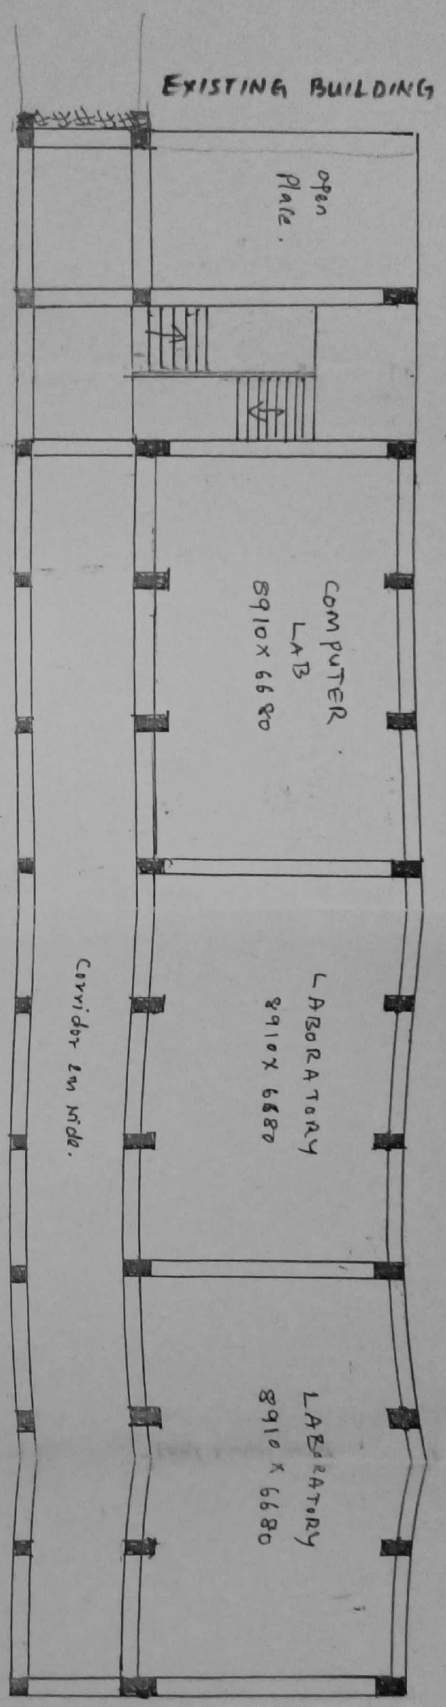 EXISTING BUILDING
open
Place.
COMPUTER
LAB
8910 X 6680
LABORATORY
8910 X 6680
Corridor 2m wide.
LABORATORY
8910 X 6680